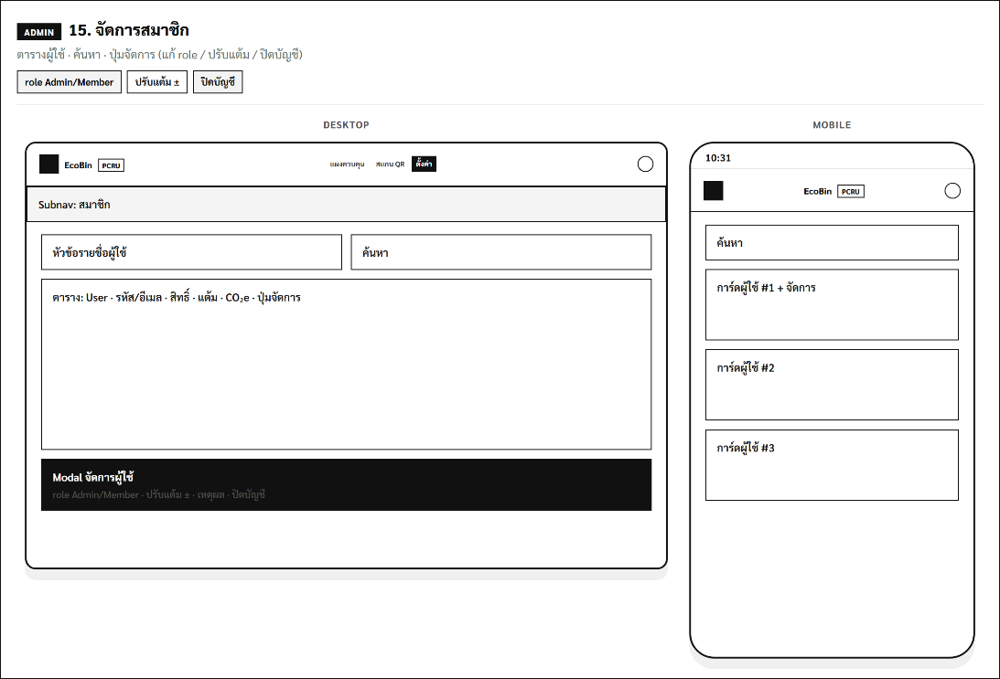 ADMIN 15. จัดการสมาชิก
ตารางผู้ใช้ · ค้นหา · ปุ่มจัดการ (แก้ role / ปรับแต้ม / ปิดบัญชี)
role Admin/Member ปรับแต้ม ± ปิดบัญชี
DESKTOP
EcoBin PCRU แผงควบคุม สแกน QR ตั้งค่า
Subnav: สมาชิก
หัวข้อรายชื่อผู้ใช้ ค้นหา
ตาราง: User · รหัส/อีเมล · สิทธิ์ · แต้ม · CO₂e · ปุ่มจัดการ
Modal จัดการผู้ใช้
role Admin/Member · ปรับแต้ม ± · เหตุผล · ปิดบัญชี
MOBILE
10:31
EcoBin PCRU
ค้นหา
การ์ดผู้ใช้ #1 + จัดการ
การ์ดผู้ใช้ #2
การ์ดผู้ใช้ #3